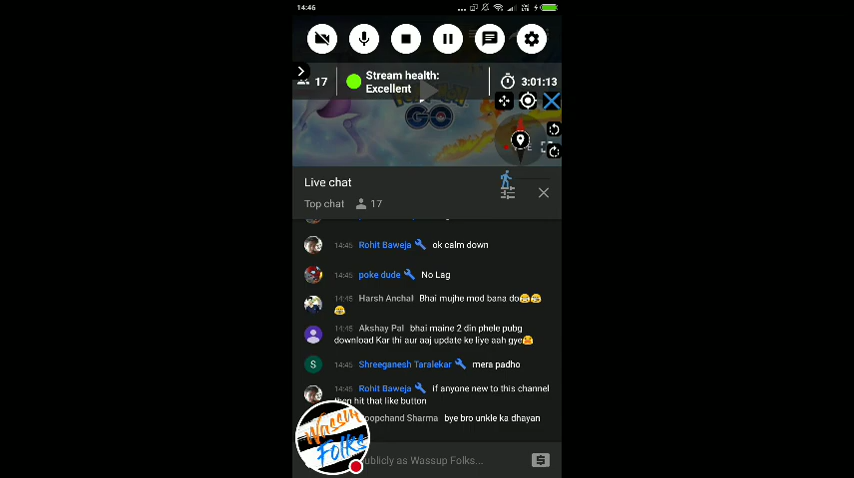 14:46
17
Stream health:
Excellent
3:01:13
GO
Live chat
Top chat 17
14:45 Rohit Baweja ok calm down
14:45 poke dude No Lag
14:45 Harsh Anchal Bhai mujhe mod bana do😂😂
😂
14:45 Akshay Pal bhai maine 2 din phele pubg
download Kar thi aur aaj update ke liye aah gye😫
S 14:45 Shreeganesh Taralekar mera padho
14:45 Rohit Baweja if anyone new to this channel
then hit that like button
oopchand Sharma bye bro unkle ka dhayan
Wassup
Folks
ublicly as Wassup Folks...